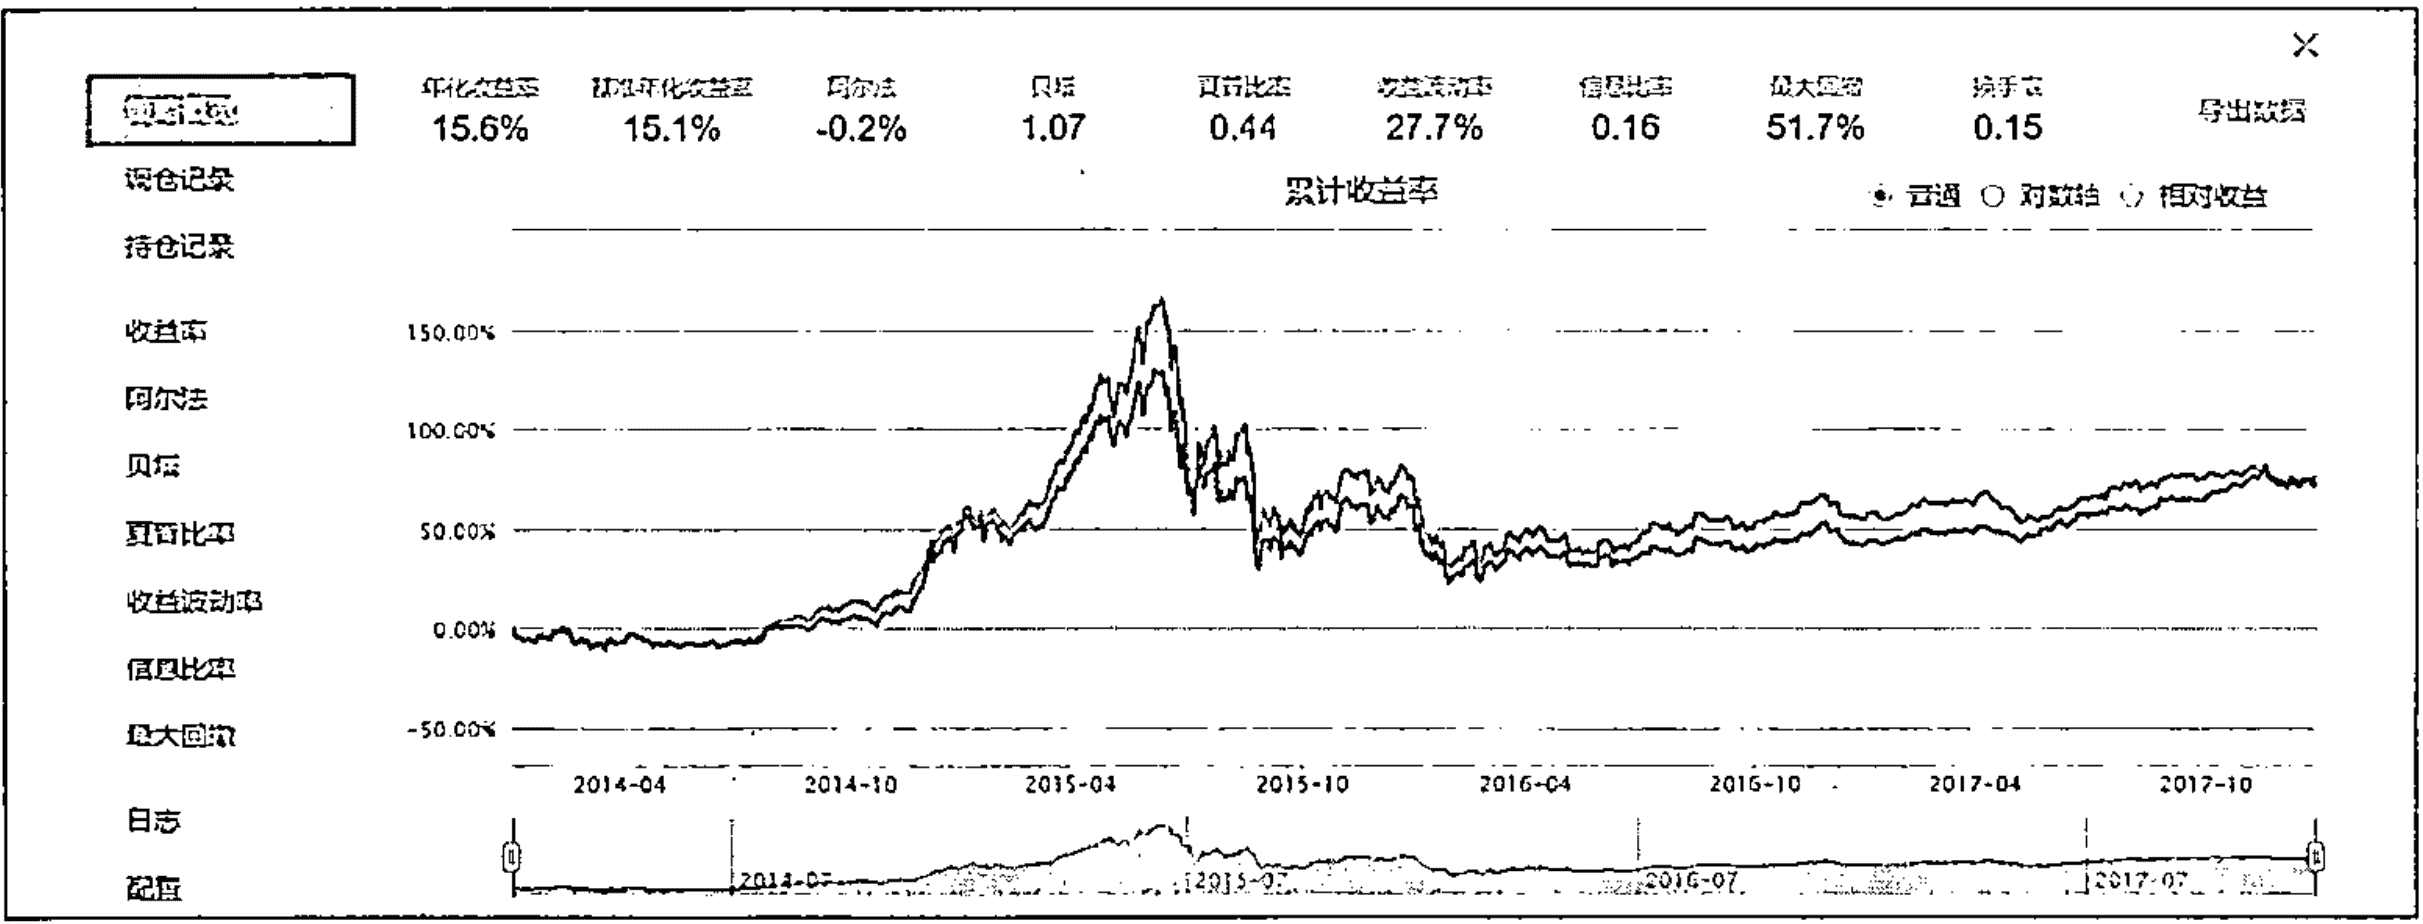 年化收益率 基准年化收益率 阿尔法 贝塔 夏普比率 收益波动率 信息比率 最大回撤 换手率
15.6% 15.1% -0.2% 1.07 0.44 27.7% 0.16 51.7% 0.15
导出数据
调仓记录
持仓记录
收益率
阿尔法
贝塔
夏普比率
收益波动率
信息比率
最大回撤
日志
配置
累计收益率
普通 对数轴 相对收益
150.00%
100.00%
50.00%
0.00%
-50.00%
2014-04 2014-10 2015-04 2015-10 2016-04 2016-10 2017-04 2017-10
2014-07 2015-07 2016-07 2017-07